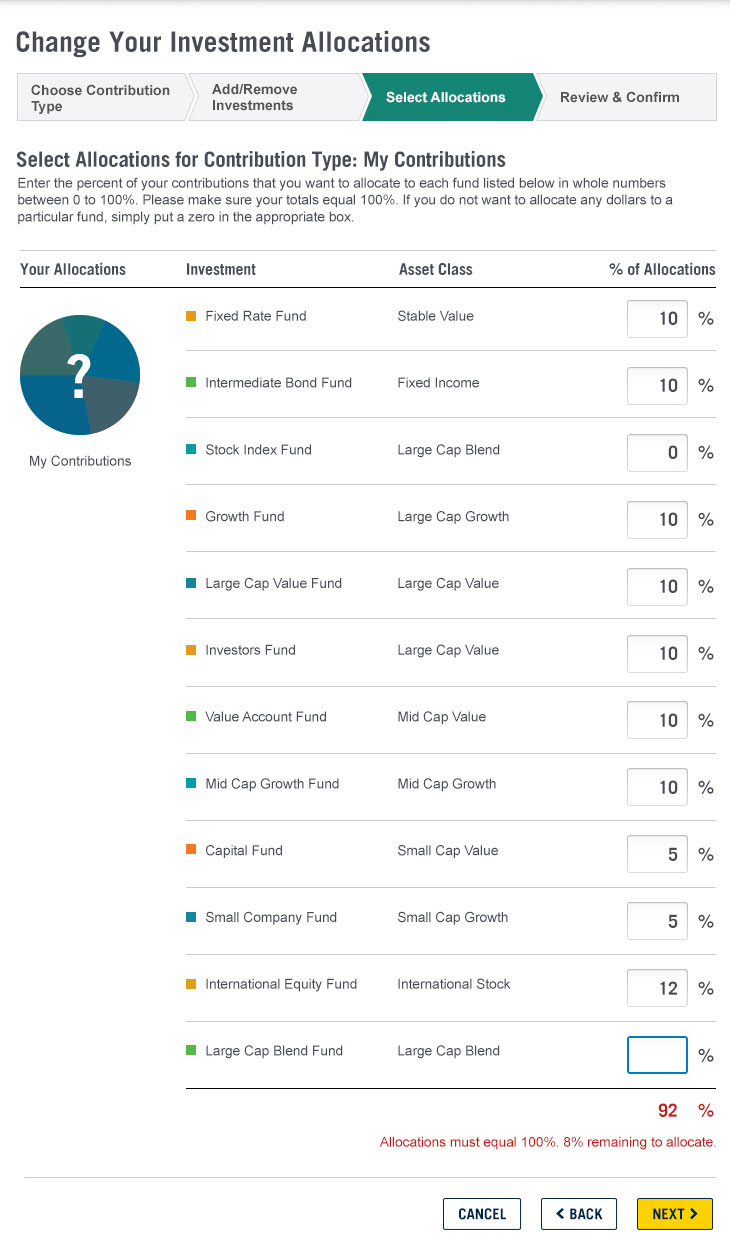 Change Your Investment Allocations
Choose Contribution
Type
Add/Remove
Investments
Select Allocations
Review & Confirm
Select Allocations for Contribution Type: My Contributions
Enter the percent of your contributions that you want to allocate to each fund listed below in whole numbers
between 0 to 100%. Please make sure your totals equal 100%. If you do not want to allocate any dollars to a
particular fund, simply put a zero in the appropriate box.
Your Allocations Investment Asset Class % of Allocations
?
My Contributions
Fixed Rate Fund Stable Value 10 %
Intermediate Bond Fund Fixed Income 10 %
Stock Index Fund Large Cap Blend 0 %
Growth Fund Large Cap Growth 10 %
Large Cap Value Fund Large Cap Value 10 %
Investors Fund Large Cap Value 10 %
Value Account Fund Mid Cap Value 10 %
Mid Cap Growth Fund Mid Cap Growth 10 %
Capital Fund Small Cap Value 5 %
Small Company Fund Small Cap Growth 5 %
International Equity Fund International Stock 12 %
Large Cap Blend Fund Large Cap Blend %
92 %
Allocations must equal 100%. 8% remaining to allocate.
CANCEL < BACK NEXT >